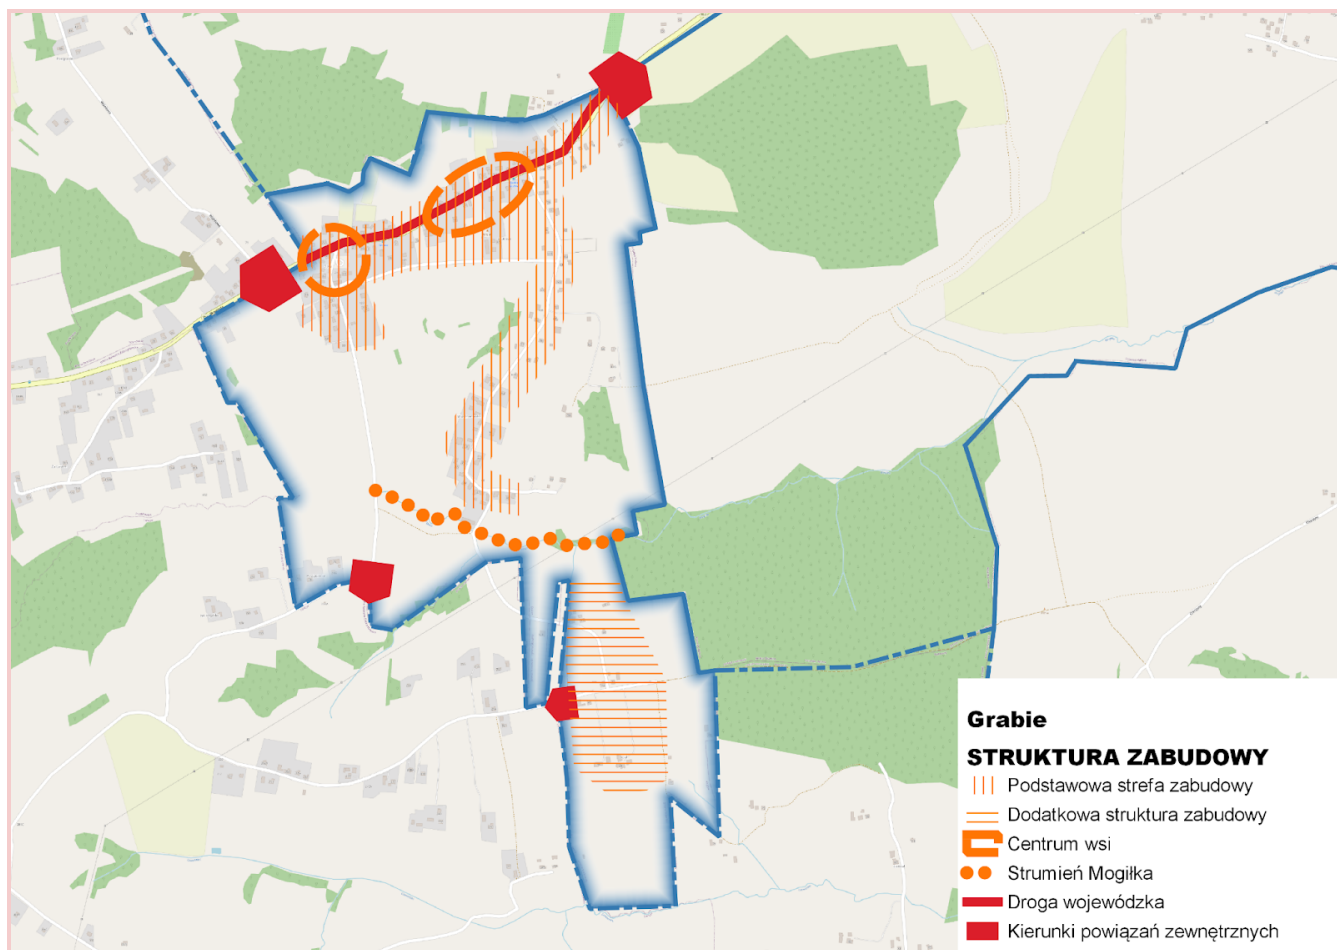 Grabie
STRUKTURA ZABUDOWY
Podstawowa strefa zabudowy
Dodatkowa struktura zabudowy
Centrum wsi
Strumień Mogiłka
Droga wojewódzka
Kierunki powiązań zewnętrznych